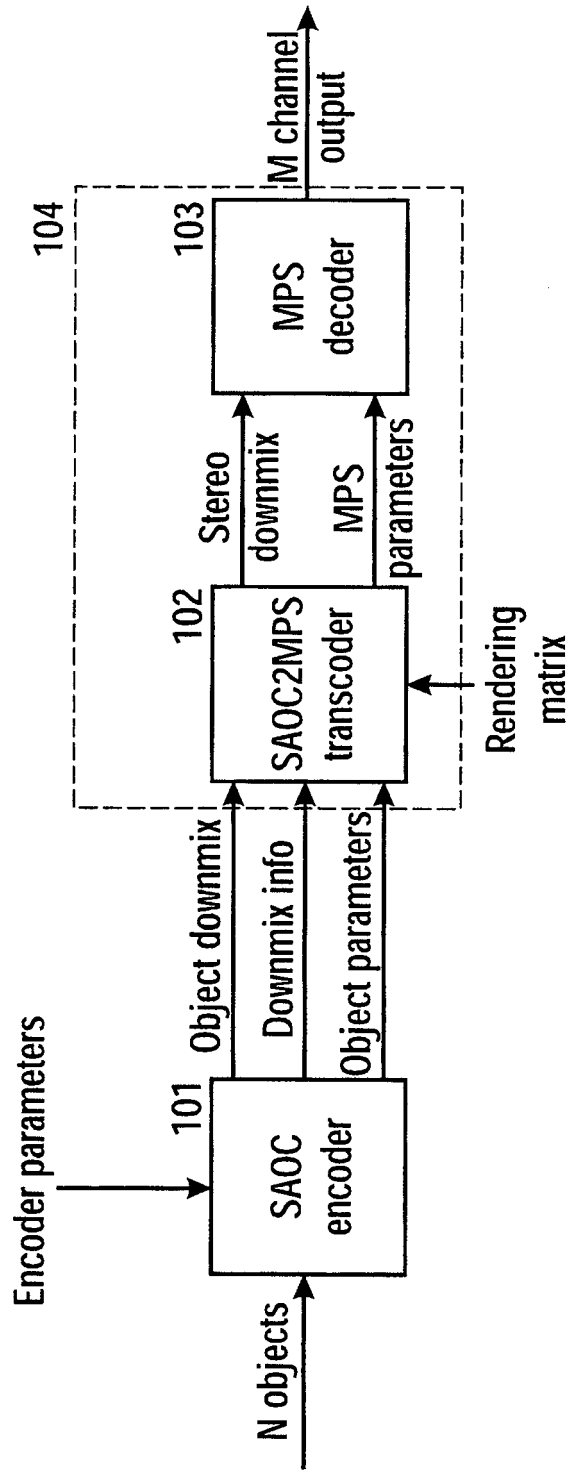 Encoder parameters
N objects
101
SAOC
encoder
Object downmix
Downmix info
Object parameters
104
102
SAOC2MPS
transcoder
Rendering
matrix
Stereo
downmix
MPS
parameters
103
MPS
decoder
M channel
output